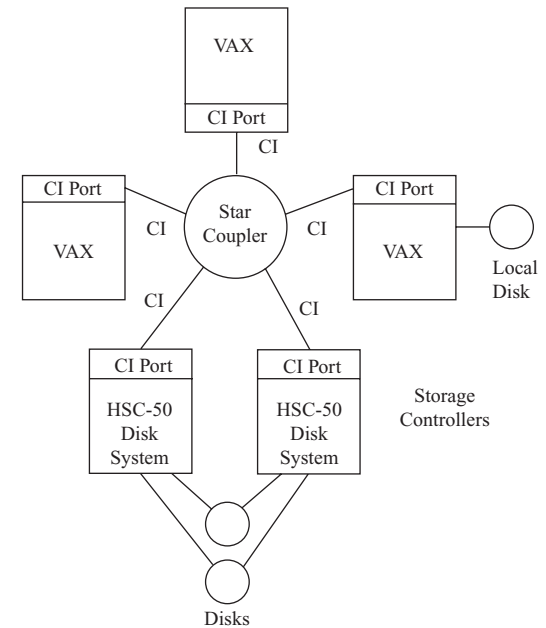 VAX
CI Port
CI
CI Port
VAX
CI
Star
Coupler
CI
CI Port
VAX
Local
Disk
CI
CI
CI Port
HSC-50
Disk
System
CI Port
HSC-50
Disk
System
Storage
Controllers
Disks